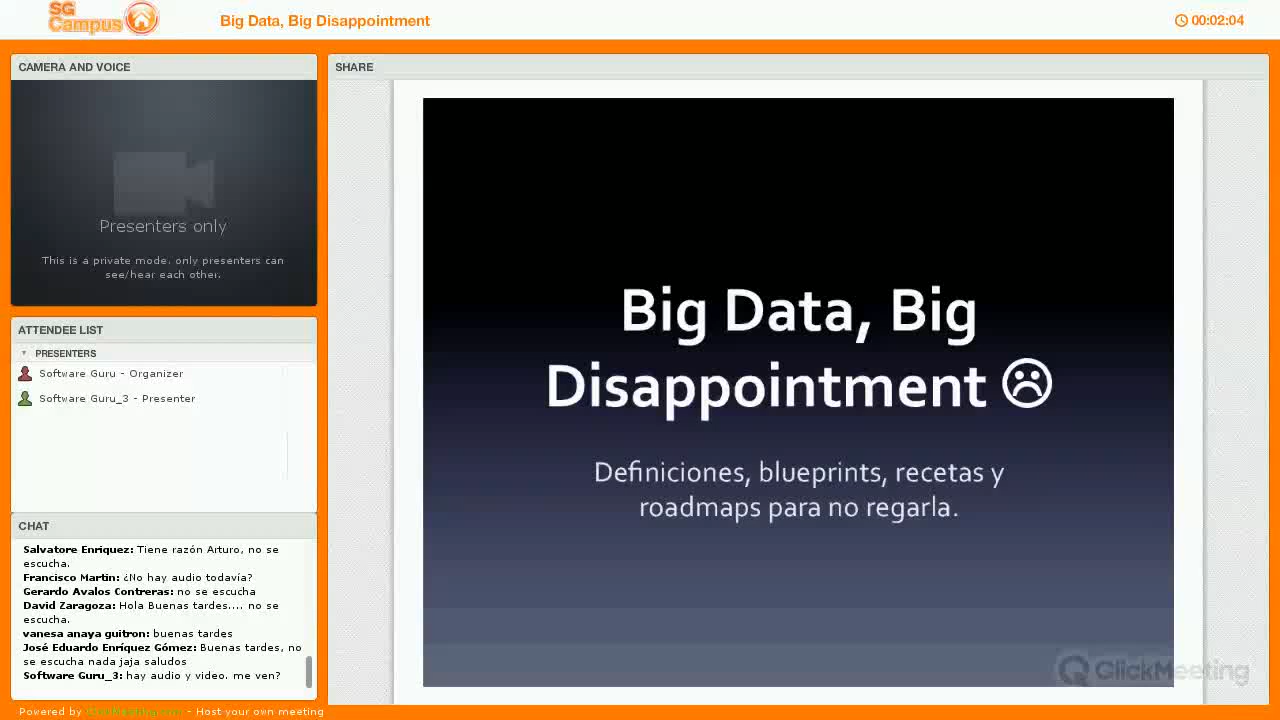 SG
Campus
Big Data, Big Disappointment
00:02:04
CAMERA AND VOICE
Presenters only
This is a private mode. only presenters can
see/hear each other.
ATTENDEE LIST
PRESENTERS
Software Guru - Organizer
Software Guru_3 - Presenter
CHAT
Salvatore Enriquez: Tiene razón Arturo, no se
escucha.
Francisco Martin: ¿No hay audio todavía?
Gerardo Avalos Contreras: no se escucha
David Zaragoza: Hola Buenas tardes.... no se
escucha.
vanesa anaya guitron: buenas tardes
José Eduardo Enríquez Gómez: Buenas tardes, no
se escucha nada jaja saludos
Software Guru_3: hay audio y video. me ven?
Powered by ClickMeeting.com - Host your own meeting
SHARE
Big Data, Big
Disappointment ☹
Definiciones, blueprints, recetas y
roadmaps para no regarla.
ClickMeeting